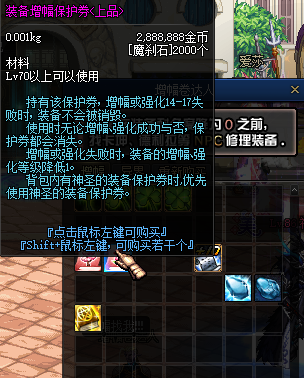 装备增幅保护券<上品>
0.001kg
2,888,888金币
[魔刹石]2000个
材料
Lv70以上可以使用
持有该保护券, 增幅或强化14-17失
败时, 装备不会被销毁。
使用时无论增幅、强化成功与否, 保
护券都会消失。
增幅或强化失败时, 装备的增幅、强
化等级降低1。
背包内有神圣的装备保护券时,优先
使用神圣的装备保护券。
『点击鼠标左键可购买』
『Shift+鼠标左键, 可购买若干个』
爱莎
为 0 之前,
C 修理装备.